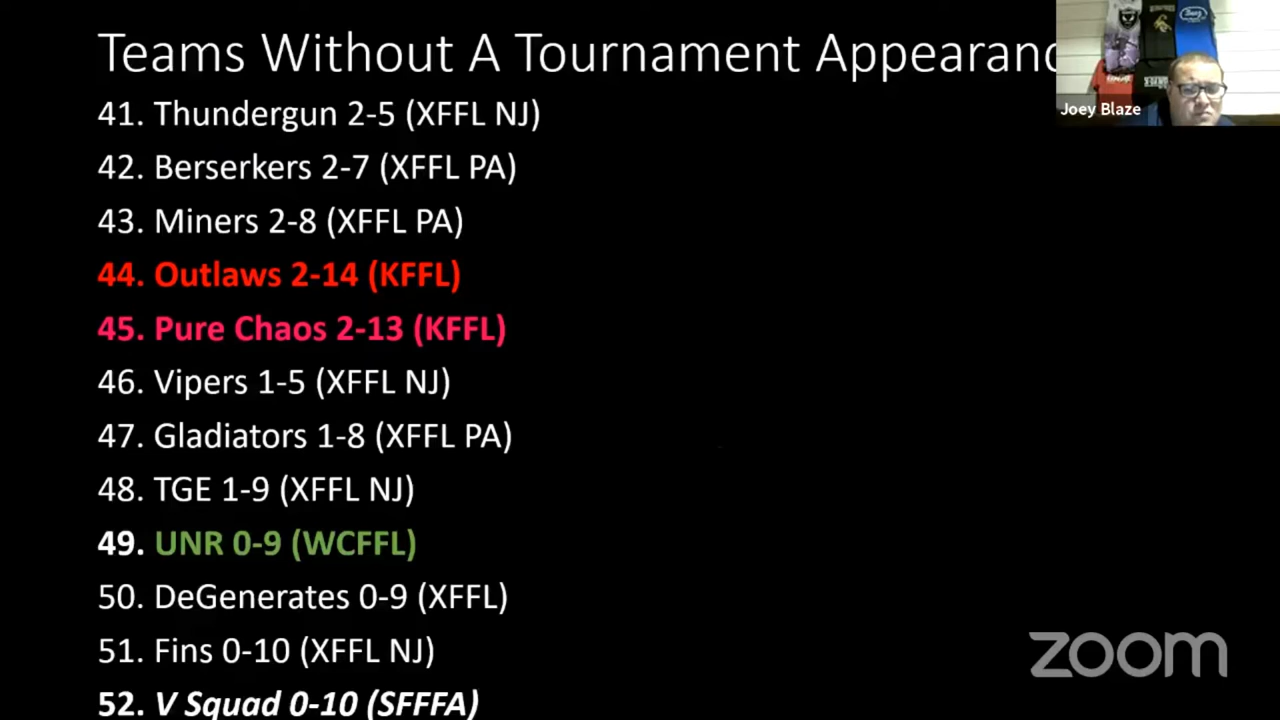 Teams Without A Tournament Appearanc
Joey Blaze
41. Thundergun 2-5 (XFFL NJ)
42. Berserkers 2-7 (XFFL PA)
43. Miners 2-8 (XFFL PA)
44. Outlaws 2-14 (KFFL)
45. Pure Chaos 2-13 (KFFL)
46. Vipers 1-5 (XFFL NJ)
47. Gladiators 1-8 (XFFL PA)
48. TGE 1-9 (XFFL NJ)
49. UNR 0-9 (WCFFL)
50. DeGenerates 0-9 (XFFL)
51. Fins 0-10 (XFFL NJ)
52. V Squad 0-10 (SFFFA)
zoom